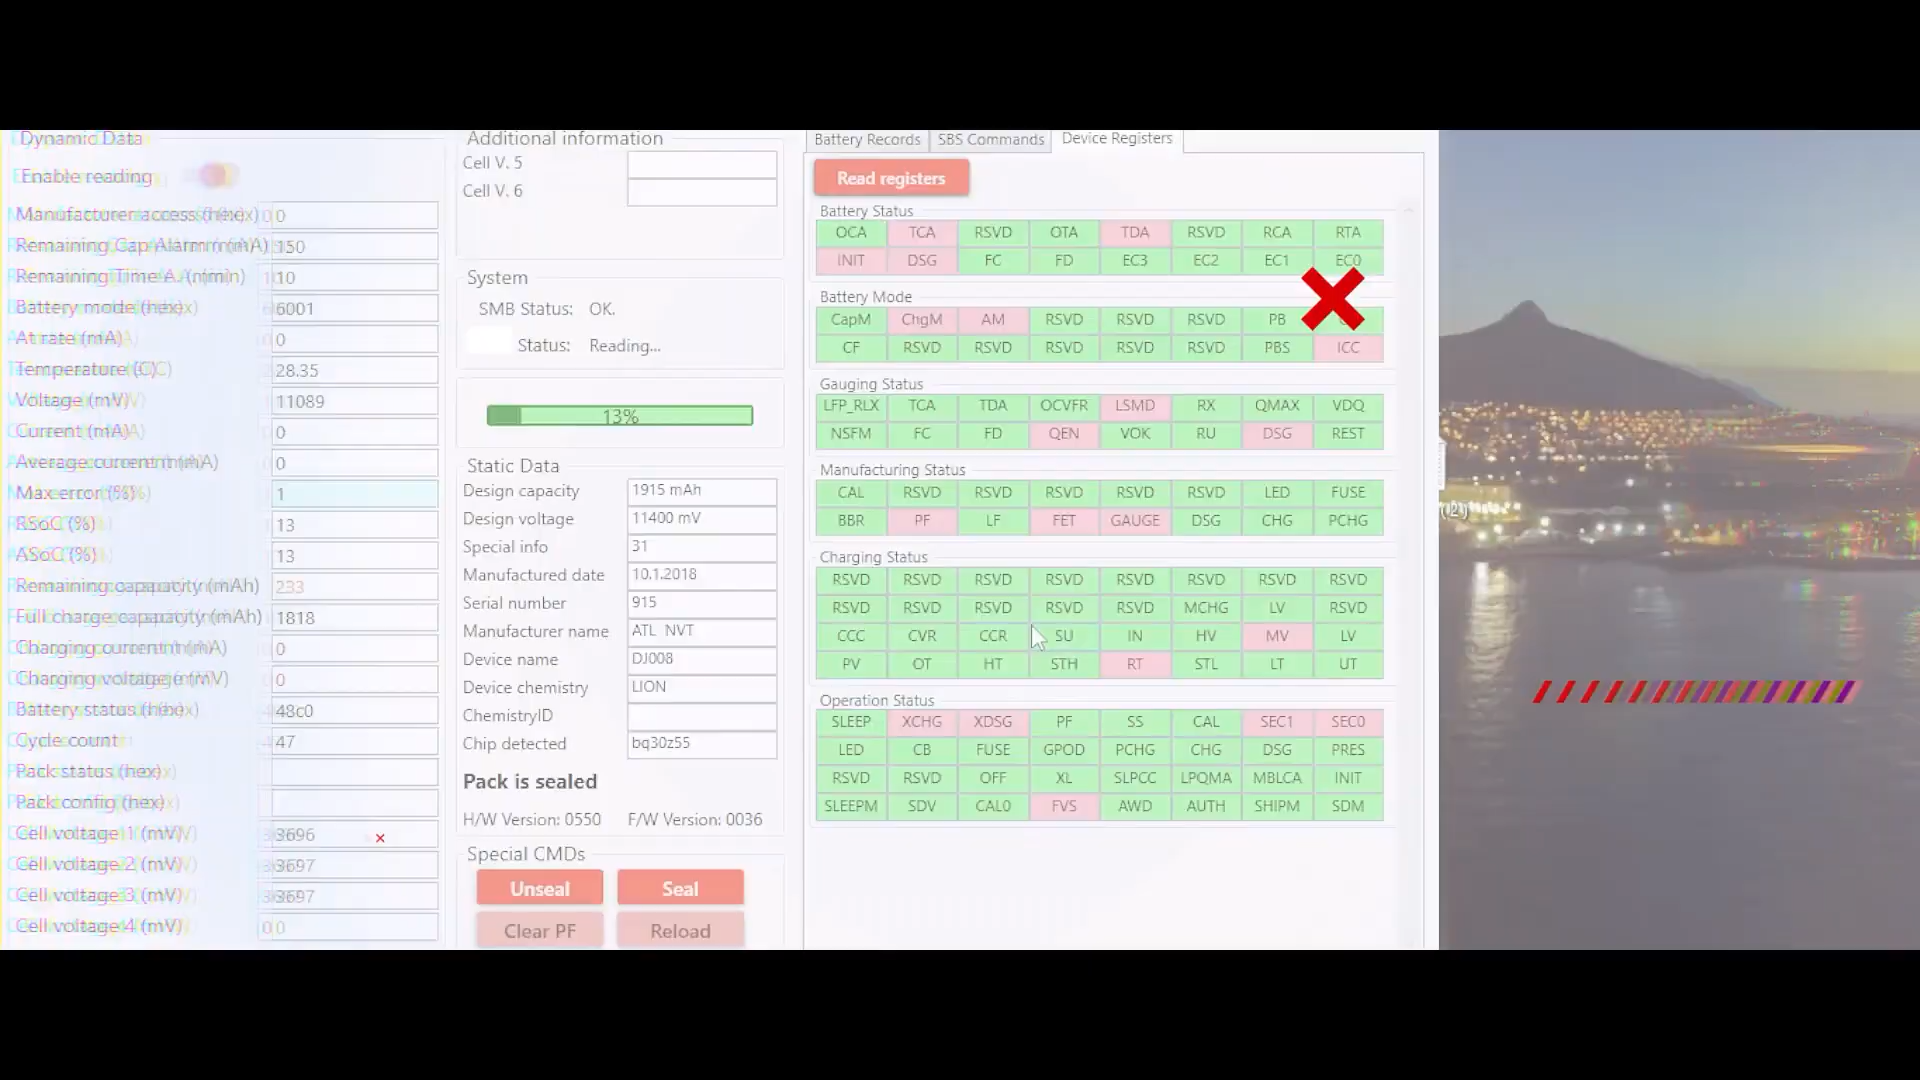 Dynamic Data
Enable reading
Manufacturer access (hex) 0
Remaining Cap Alarm (mA) 150
Remaining Time A. (min) 10
Battery mode (hex) 6001
At rate (mA) 0
Temperature (C) 28.35
Voltage (mV) 11089
Current (mA) 0
Average current (mA) 0
Max error (%) 1
RSoC (%) 13
ASoC (%) 13
Remaining capapaty (mAh) 233
Full charge capapaty (mAh) 1818
Charging current (mA) 0
Charging voltage (mV) 0
Battery status (hex) 48c0
Cycle count 47
Pack status (hex)
Pack config (hex)
Cell voltage 1 (mV) 3696
Cell voltage 2 (mV) 3697
Cell voltage 3 (mV) 3697
Cell voltage 4 (mV) 0
Additional information
Cell V. 5
Cell V. 6
System
SMB Status: OK.
Status: Reading...
13%
Static Data
Design capacity 1915 mAh
Design voltage 11400 mV
Special info 31
Manufactured date 10.1.2018
Serial number 915
Manufacturer name ATL NVT
Device name DJ008
Device chemistry LION
ChemistryID
Chip detected bq30z55
Pack is sealed
H/W Version: 0550 F/W Version: 0036
Special CMDs
Unseal Seal
Clear PF Reload
Battery Records SBS Commands Device Registers
Read registers
Battery Status
OCA TCA RSVD OTA TDA RSVD RCA RTA
INIT DSG FC FD EC3 EC2 EC1 EC0
Battery Mode
CapM ChgM AM RSVD RSVD RSVD PB
CF RSVD RSVD RSVD RSVD RSVD PBS ICC
Gauging Status
LFP_RLX TCA TDA OCVFR LSMD RX QMAX VDQ
NSFM FC FD QEN VOK RU DSG REST
Manufacturing Status
CAL RSVD RSVD RSVD RSVD RSVD LED FUSE
BBR PF LF FET GAUGE DSG CHG PCHG
Charging Status
RSVD RSVD RSVD RSVD RSVD RSVD RSVD RSVD
RSVD RSVD RSVD RSVD RSVD MCHG LV RSVD
CCC CVR CCR SU IN HV MV LV
PV OT HT STH RT STL LT UT
Operation Status
SLEEP XCHG XDSG PF SS CAL SEC1 SEC0
LED CB FUSE GPOD PCHG CHG DSG PRES
RSVD RSVD OFF XL SLPCC LPQMA MBLCA INIT
SLEEPM SDV CAL0 FVS AWD AUTH SHIPM SDM